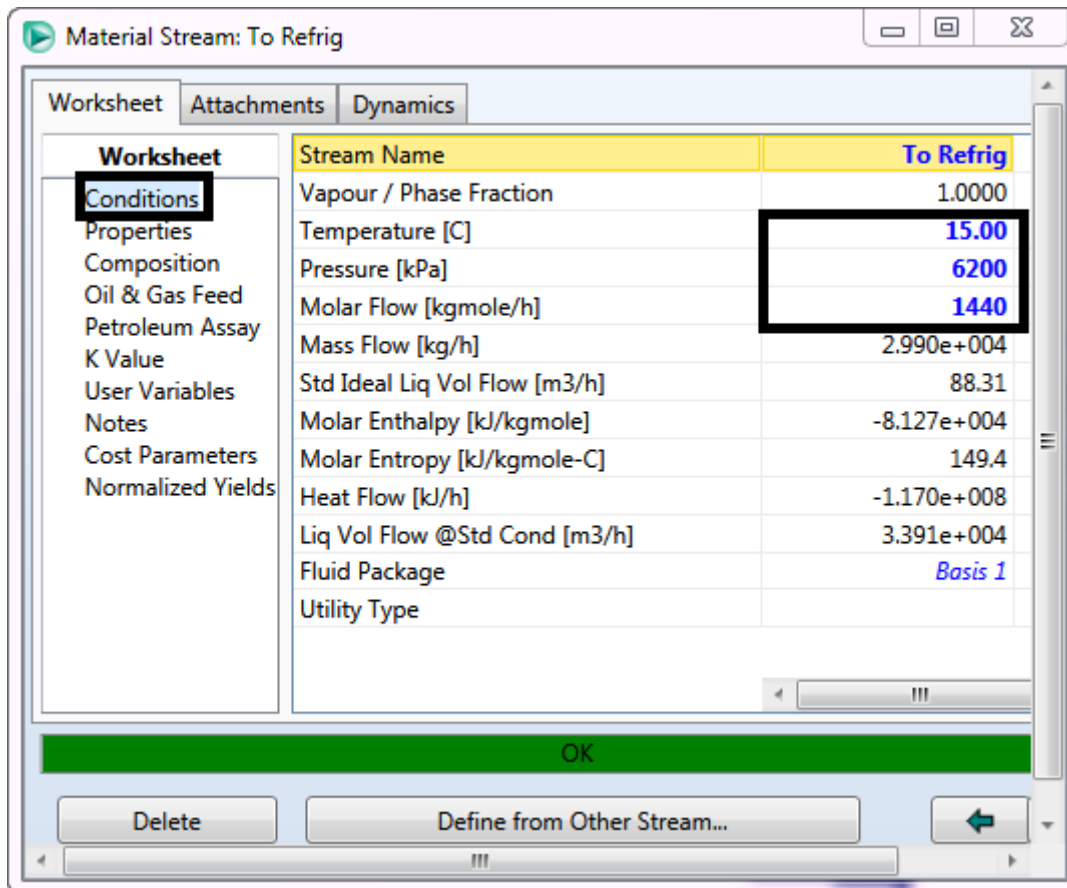 Material Stream: To Refrig
Worksheet Attachments Dynamics
Worksheet
Conditions
Properties
Composition
Oil & Gas Feed
Petroleum Assay
K Value
User Variables
Notes
Cost Parameters
Normalized Yields
Stream Name To Refrig
Vapour / Phase Fraction 1.0000
Temperature [C] 15.00
Pressure [kPa] 6200
Molar Flow [kgmole/h] 1440
Mass Flow [kg/h] 2.990e+004
Std Ideal Liq Vol Flow [m3/h] 88.31
Molar Enthalpy [kJ/kgmole] -8.127e+004
Molar Entropy [kJ/kgmole-C] 149.4
Heat Flow [kJ/h] -1.170e+008
Liq Vol Flow @Std Cond [m3/h] 3.391e+004
Fluid Package Basis 1
Utility Type
OK
Delete Define from Other Stream...